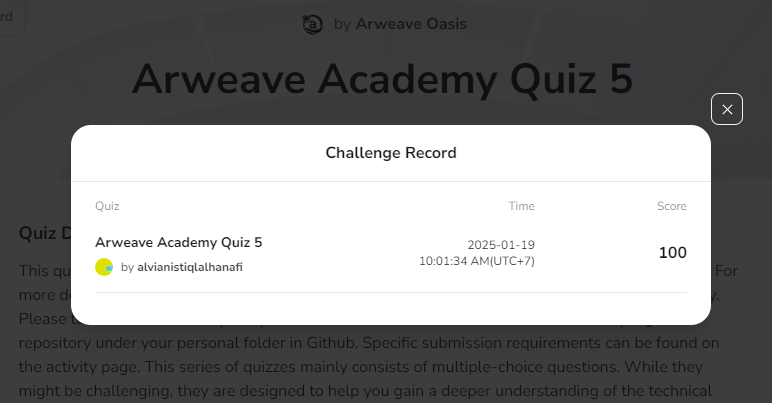 rd
by Arweave Oasis
Arweave Academy Quiz 5
Challenge Record
Quiz Time Score
Arweave Academy Quiz 5
by alvianistiqlalhanafi
2025-01-19
10:01:34 AM(UTC+7)
100
Quiz D
This qu For
more d y.
Please
repository under your personal folder in Github. Specific submission requirements can be found on
the activity page. This series of quizzes mainly consists of multiple-choice questions. While they
might be challenging, they are designed to help you gain a deeper understanding of the technical